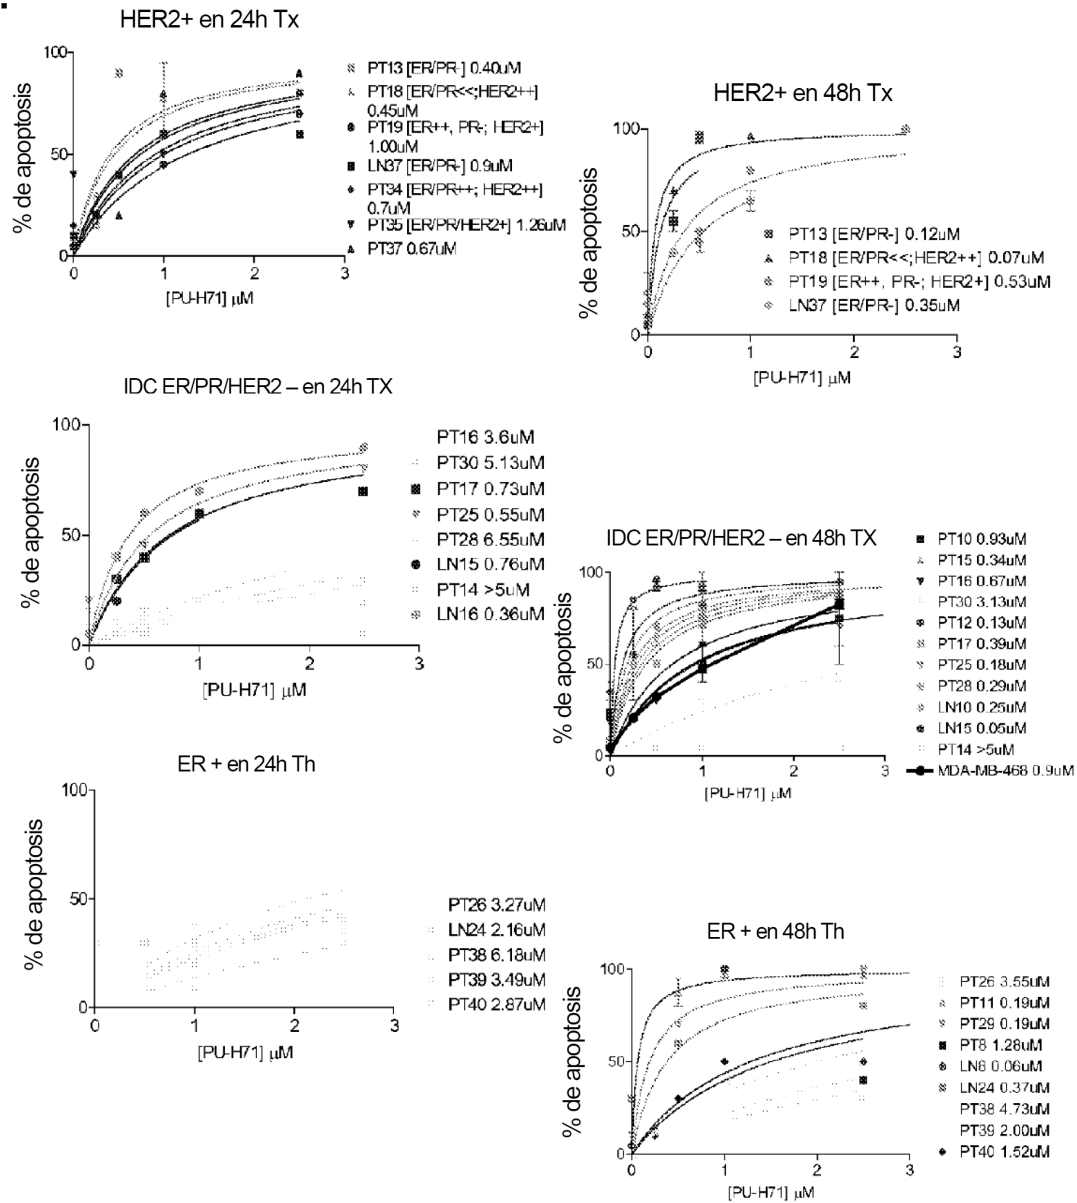 HER2+ en 24h Tx
% de apoptosis
100
50
0
0
1
2
3
[PU-H71] μM
PT13 [ER/PR-] 0.40uM
PT18 [ER/PR<<;HER2++]
0.45uM
PT19 [ER++, PR-; HER2+]
1.00uM
LN37 [ER/PR-] 0.9uM
PT34 [ER/PR++; HER2++]
0.7uM
PT35 [ER/PR/HER2+] 1.26uM
PT37 0.67uM
HER2+ en 48h Tx
% de apoptosis
100
50
0
0
1
2
3
[PU-H71] μM
PT13 [ER/PR-] 0.12uM
PT18 [ER/PR<<;HER2++] 0.07uM
PT19 [ER++, PR-; HER2+] 0.53uM
LN37 [ER/PR-] 0.35uM
IDC ER/PR/HER2 – en 24h TX
% de apoptosis
100
50
0
0
1
2
3
[PU-H71] μM
PT16 3.6uM
PT30 5.13uM
PT17 0.73uM
PT25 0.55uM
PT28 6.55uM
LN15 0.76uM
PT14 >5uM
LN16 0.36uM
IDC ER/PR/HER2 – en 48h TX
% de apoptosis
100
50
0
0
1
2
3
[PU-H71] μM
PT10 0.93uM
PT15 0.34uM
PT16 0.67uM
PT30 3.13uM
PT12 0.13uM
PT17 0.39uM
PT25 0.18uM
PT28 0.29uM
LN10 0.25uM
LN15 0.05uM
PT14 >5uM
MDA-MB-468 0.9uM
ER + en 24h Th
% de apoptosis
100
50
0
0
1
2
3
[PU-H71] μM
PT26 3.27uM
LN24 2.16uM
PT38 6.18uM
PT39 3.49uM
PT40 2.87uM
ER + en 48h Th
% de apoptosis
100
50
0
0
1
2
3
[PU-H71] μM
PT26 3.55uM
PT11 0.19uM
PT29 0.19uM
PT8 1.28uM
LN8 0.06uM
LN24 0.37uM
PT38 4.73uM
PT39 2.00uM
PT40 1.52uM